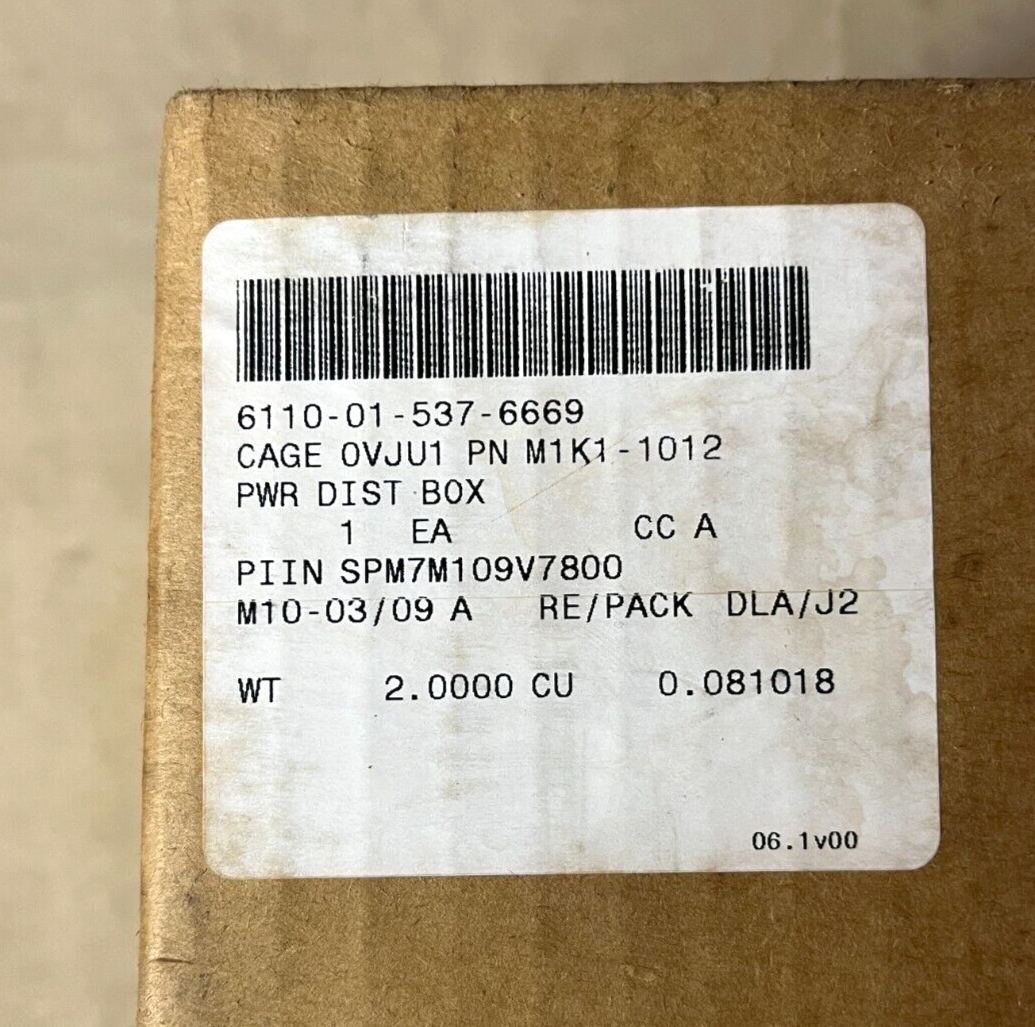 6110-01-537-6669
CAGE 0VJU1 PN M1K1-1012
PWR DIST BOX
1 EA CC A
PIIN SPM7M109V7800
M10-03/09 A RE/PACK DLA/J2
WT 2.0000 CU 0.081018
06.1v00